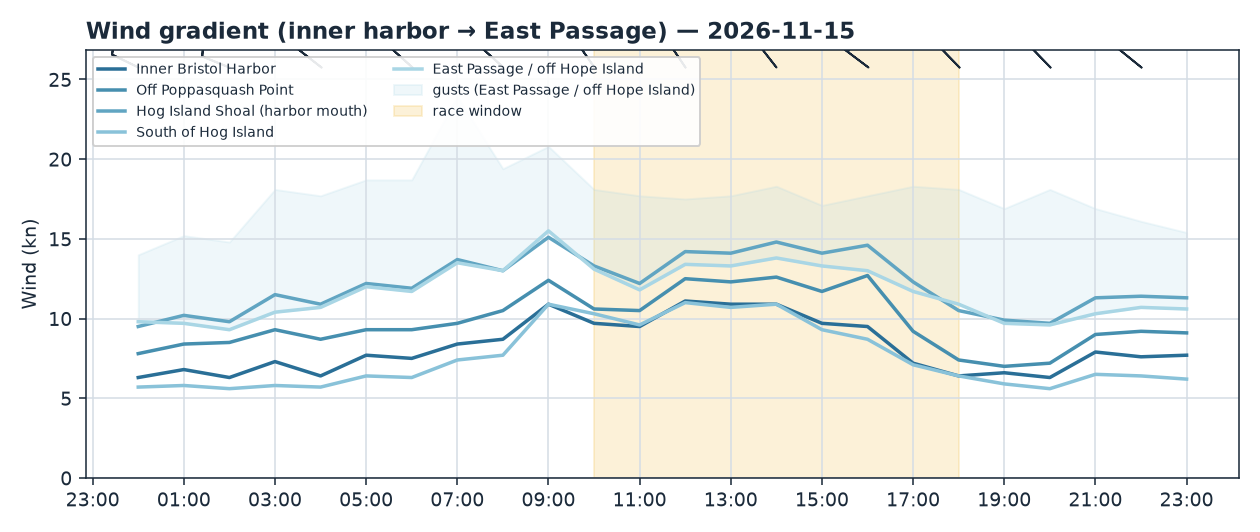 Wind gradient (inner harbor → East Passage) — 2026-11-15
Inner Bristol Harbor
Off Poppasquash Point
Hog Island Shoal (harbor mouth)
South of Hog Island
East Passage / off Hope Island
gusts (East Passage / off Hope Island)
race window
Wind (kn)
25
20
15
10
5
0
23:00 01:00 03:00 05:00 07:00 09:00 11:00 13:00 15:00 17:00 19:00 21:00 23:00